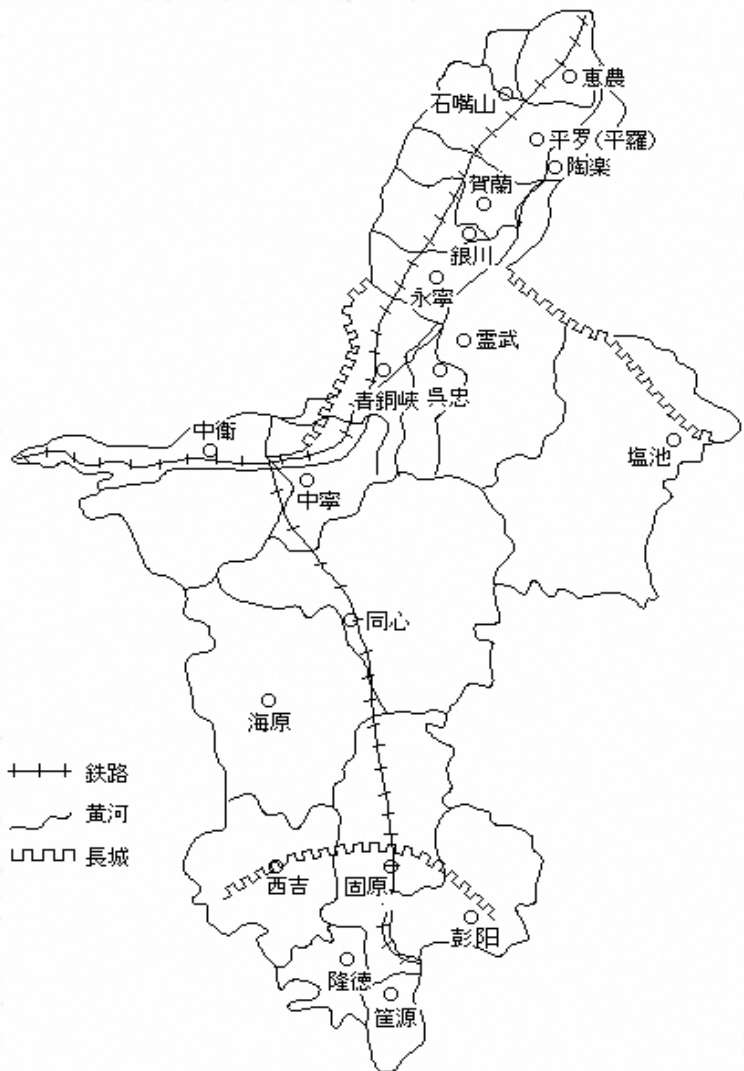 恵農
石嘴山
平罗(平羅)
陶楽
賀蘭
銀川
永寧
霊武
青銅峡
呉忠
中衛
塩池
中寧
同心
海原
鉄路
黄河
長城
西吉
固原
彭阳
隆徳
筐源